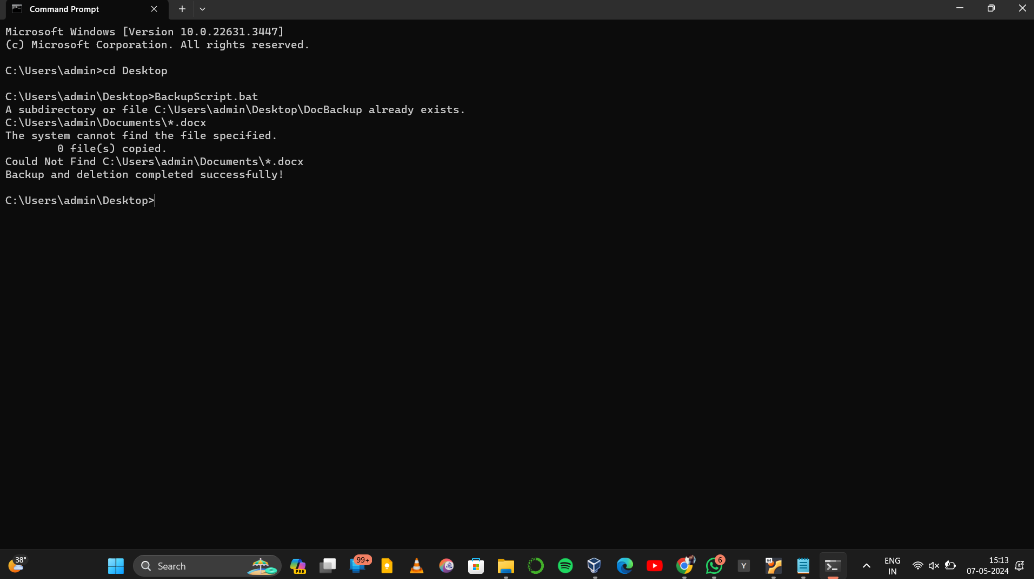 Command Prompt
Microsoft Windows [Version 10.0.22631.3447]
(c) Microsoft Corporation. All rights reserved.
C:\Users\admin>cd Desktop
C:\Users\admin\Desktop>BackupScript.bat
A subdirectory or file C:\Users\admin\Desktop\DocBackup already exists.
C:\Users\admin\Documents\*.docx
The system cannot find the file specified.
        0 file(s) copied.
Could Not Find C:\Users\admin\Documents\*.docx
Backup and deletion completed successfully!
C:\Users\admin\Desktop>
38°
Search
99+
6
Y
ENG
IN
15:13
07-05-2024